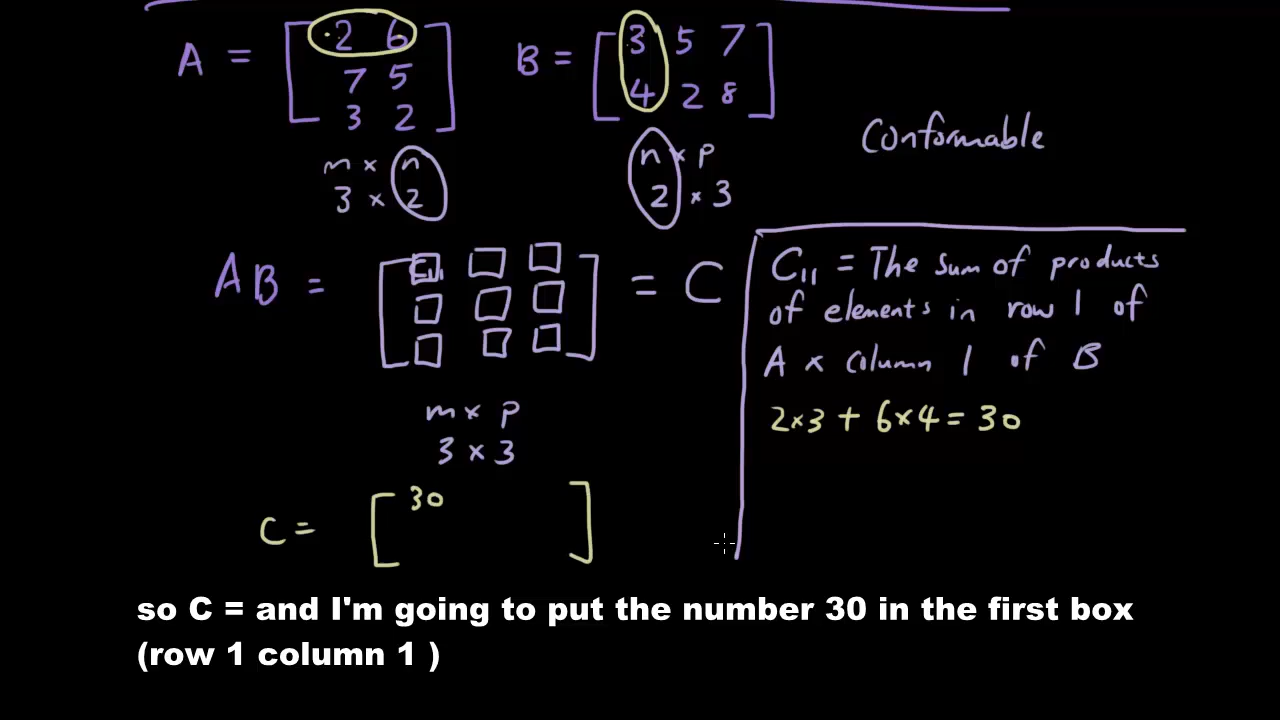 A = [ 2 6 B = [ 3 5 7
7 5
3 2 ] 4 2 8 ]
Conformable
m × n n × p
3 × 2 2 × 3
AB = [ C11 ] = C
m × p
3 × 3
C11 = The sum of products
of elements in row 1 of
A × column 1 of B
2×3 + 6×4 = 30
C = [ 30 ]
so C = and I'm going to put the number 30 in the first box
(row 1 column 1 )